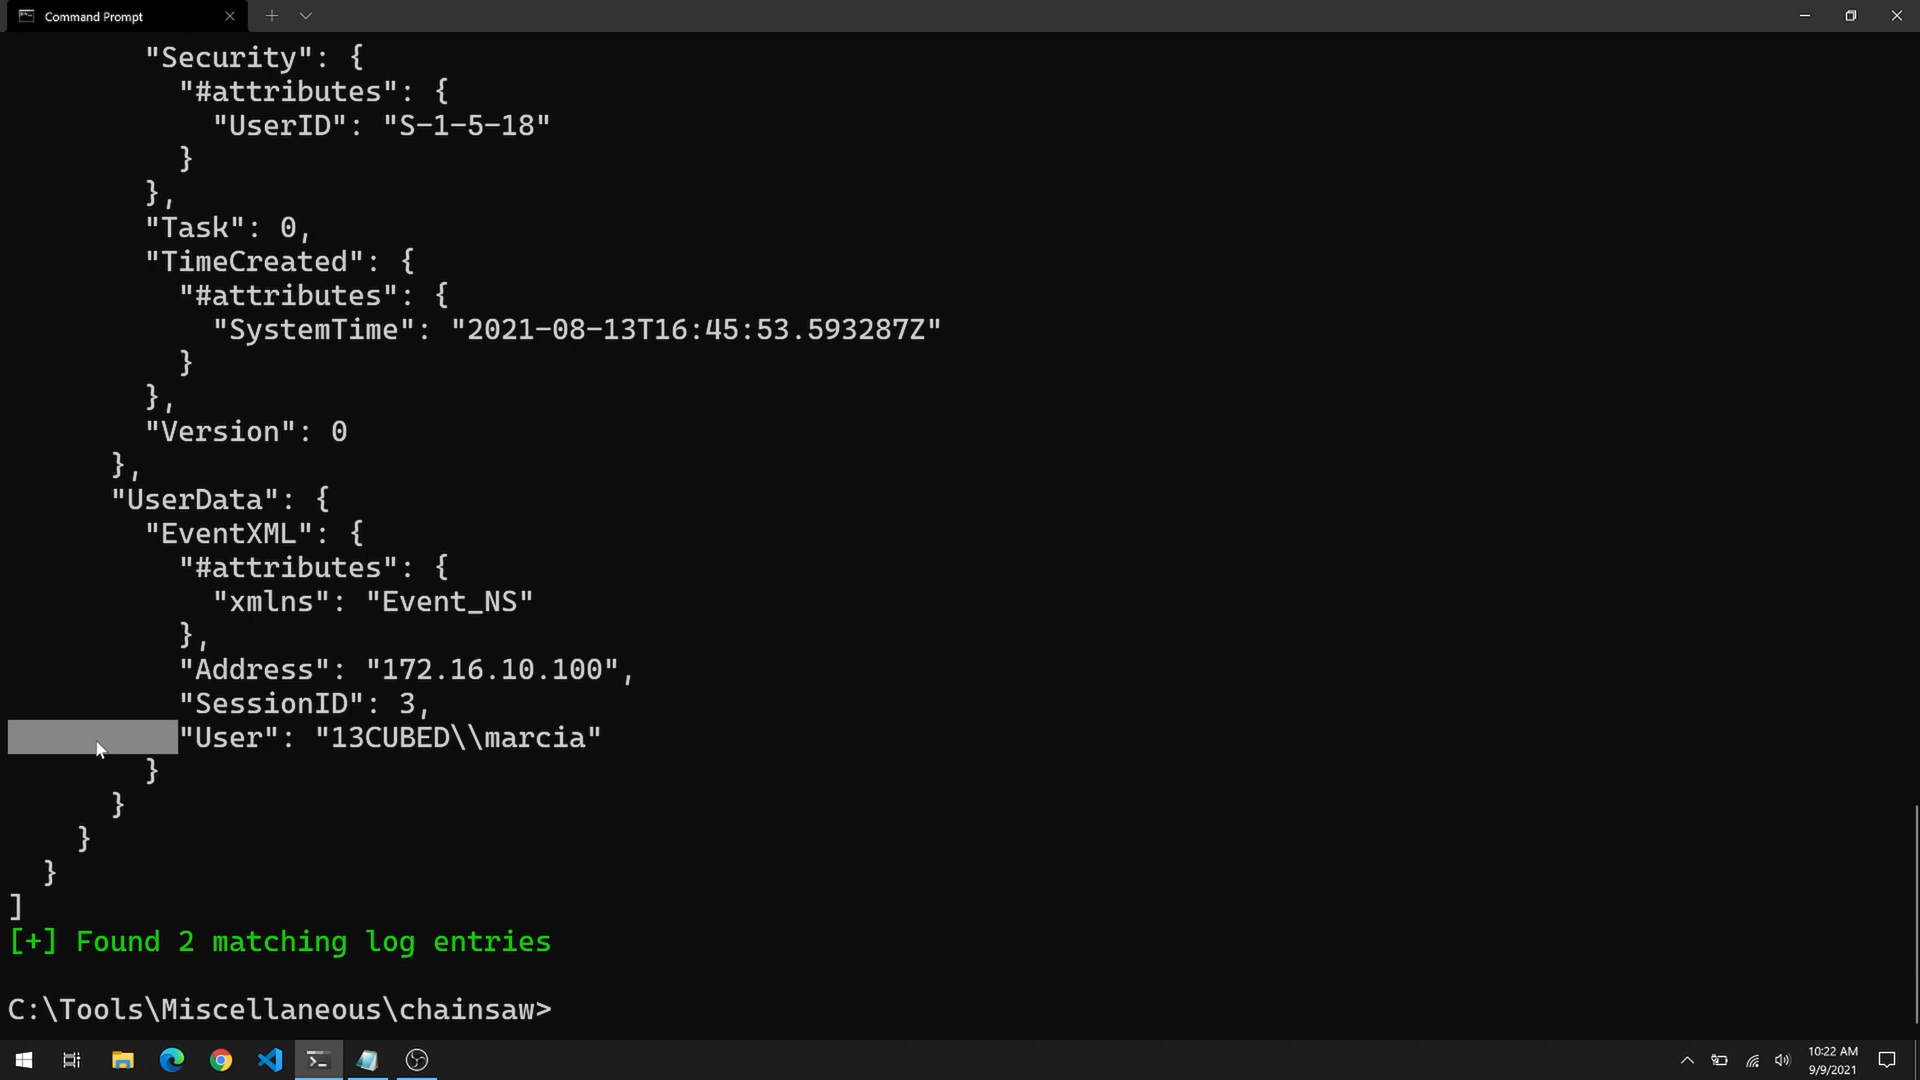 Command Prompt
"Security": {
"#attributes": {
"UserID": "S-1-5-18"
}
},
"Task": 0,
"TimeCreated": {
"#attributes": {
"SystemTime": "2021-08-13T16:45:53.593287Z"
}
},
"Version": 0
},
"UserData": {
"EventXML": {
"#attributes": {
"xmlns": "Event_NS"
},
"Address": "172.16.10.100",
"SessionID": 3,
"User": "13CUBED\\marcia"
}
}
}
}
]
[+] Found 2 matching log entries
C:\Tools\Miscellaneous\chainsaw>
10:22 AM
9/9/2021